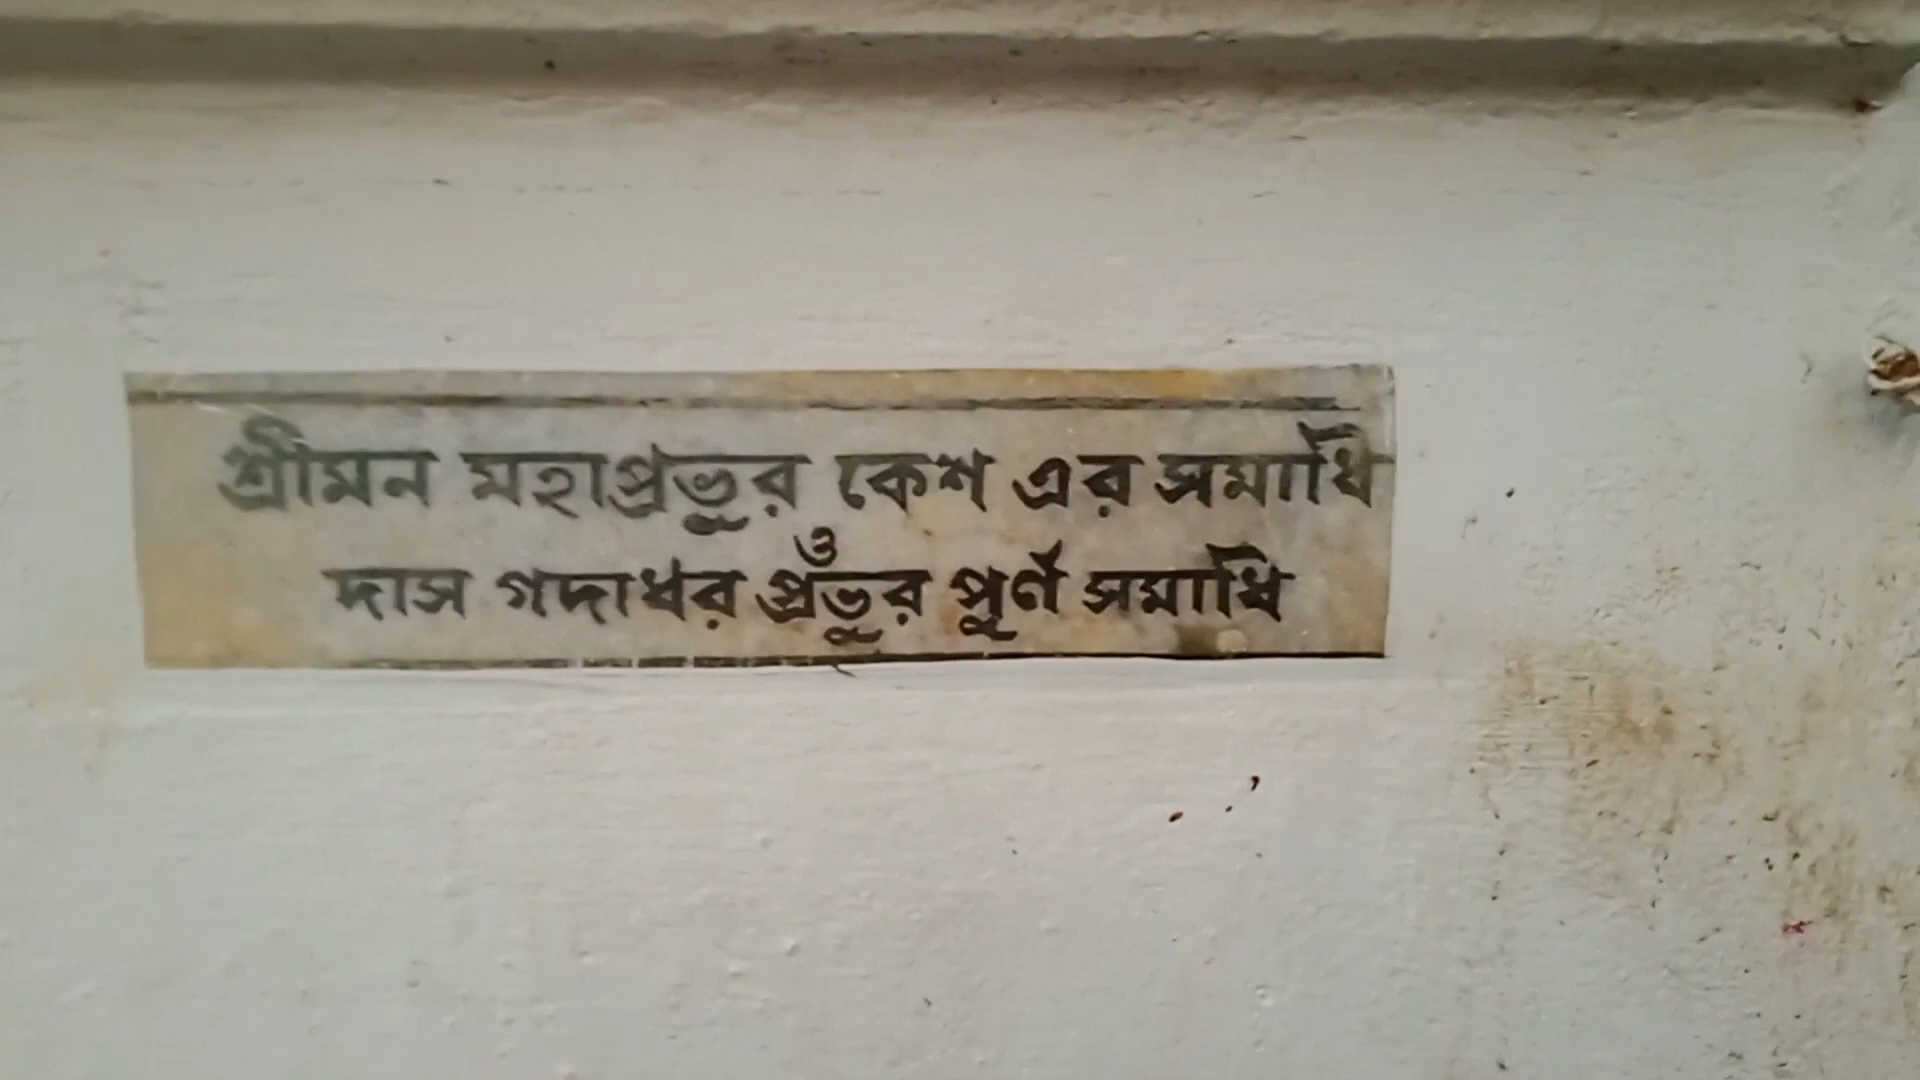 শ্রীমন মহাপ্রভুর কেশ এর সমাধি
ও
দাস গদাধর প্রভুর পুর্ণ সমাধি